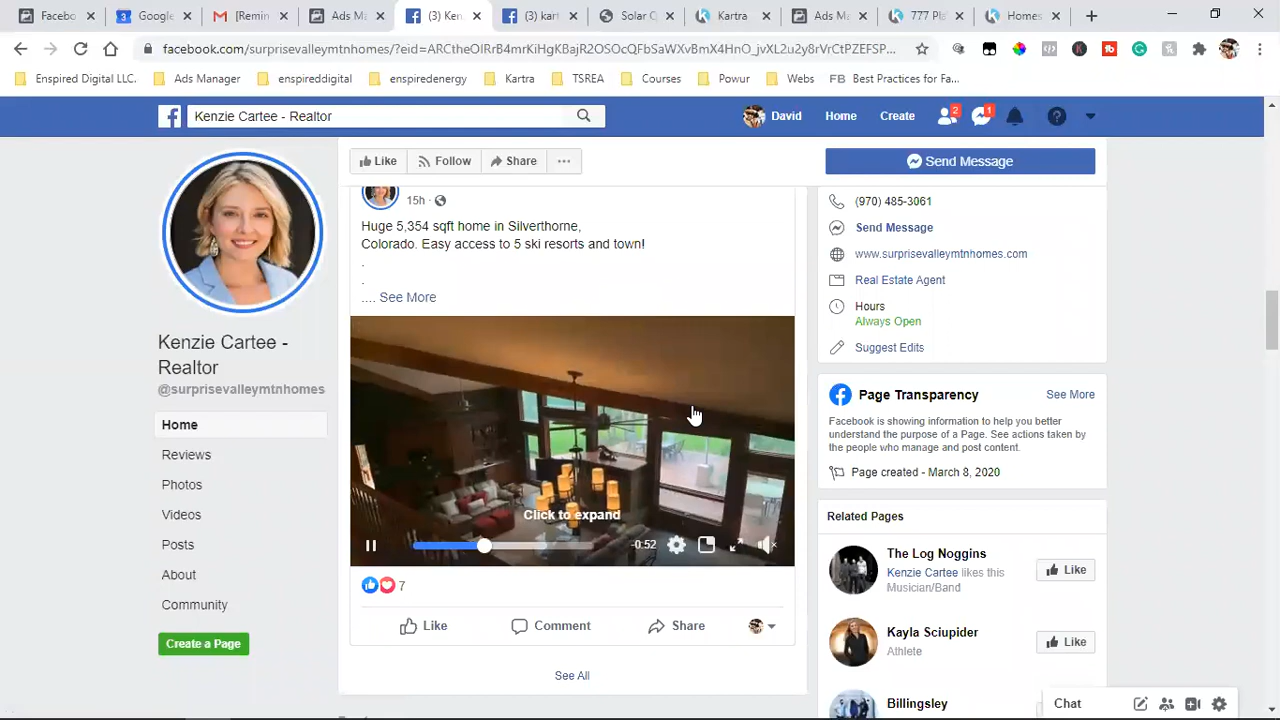 Facebo
Google
[Remin
Ads Ma
(3) Ken
(3) kart
Solar C
Kartra
Ads Ma
777 Pla
Homes
facebook.com/surprisevalleymtnhomes/?eid=ARCtheOIRrB4mrKiHgKBajR2OSOcQFbSaWXvBmX4HnO_jvXL2u2y8rVrCtPZEFSP...
Enspired Digital LLC.
Ads Manager
enspireddigital
enspiredenergy
Kartra
TSREA
Courses
Powur
Webs
FB Best Practices for Fa...
Kenzie Cartee - Realtor
David
Home
Create
2
1
Like
Follow
Share
Send Message
15h
Huge 5,354 sqft home in Silverthorne,
Colorado. Easy access to 5 ski resorts and town!
.
.
.... See More
Click to expand
-0:52
7
Like
Comment
Share
See All
Kenzie Cartee -
Realtor
@surprisevalleymtnhomes
Home
Reviews
Photos
Videos
Posts
About
Community
Create a Page
(970) 485-3061
Send Message
www.surprisevalleymtnhomes.com
Real Estate Agent
Hours
Always Open
Suggest Edits
Page Transparency
See More
Facebook is showing information to help you better
understand the purpose of a Page. See actions taken by
the people who manage and post content.
Page created - March 8, 2020
Related Pages
The Log Noggins
Kenzie Cartee likes this
Musician/Band
Like
Kayla Sciupider
Athlete
Like
Billingsley
Chat